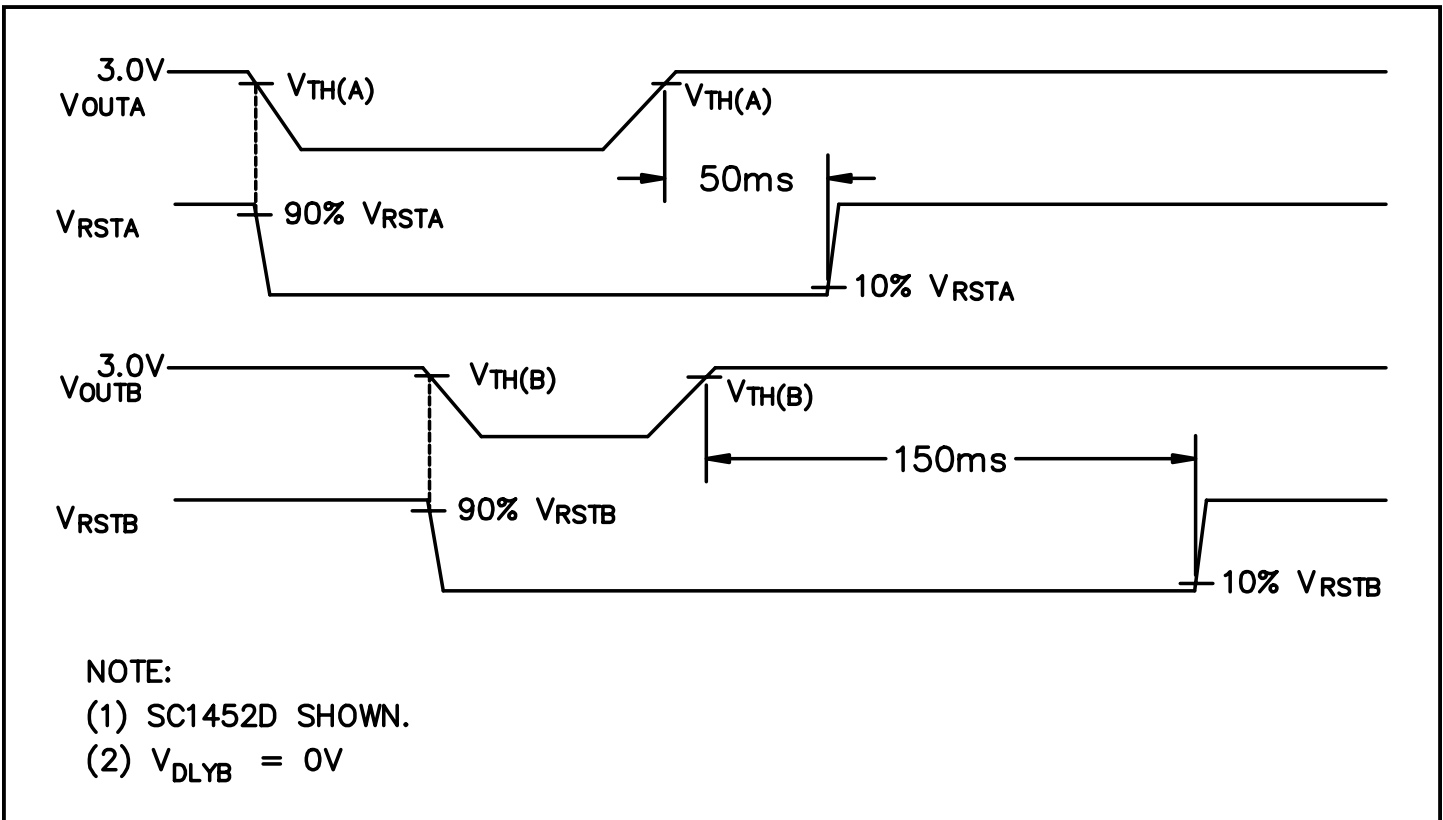 3.0V
VOUTA
VTH(A)
VTH(A)
50ms
VRSTA
90% VRSTA
10% VRSTA
3.0V
VOUTB
VTH(B)
VTH(B)
150ms
VRSTB
90% VRSTB
10% VRSTB
NOTE:
(1) SC1452D SHOWN.
(2) VDLYB = 0V